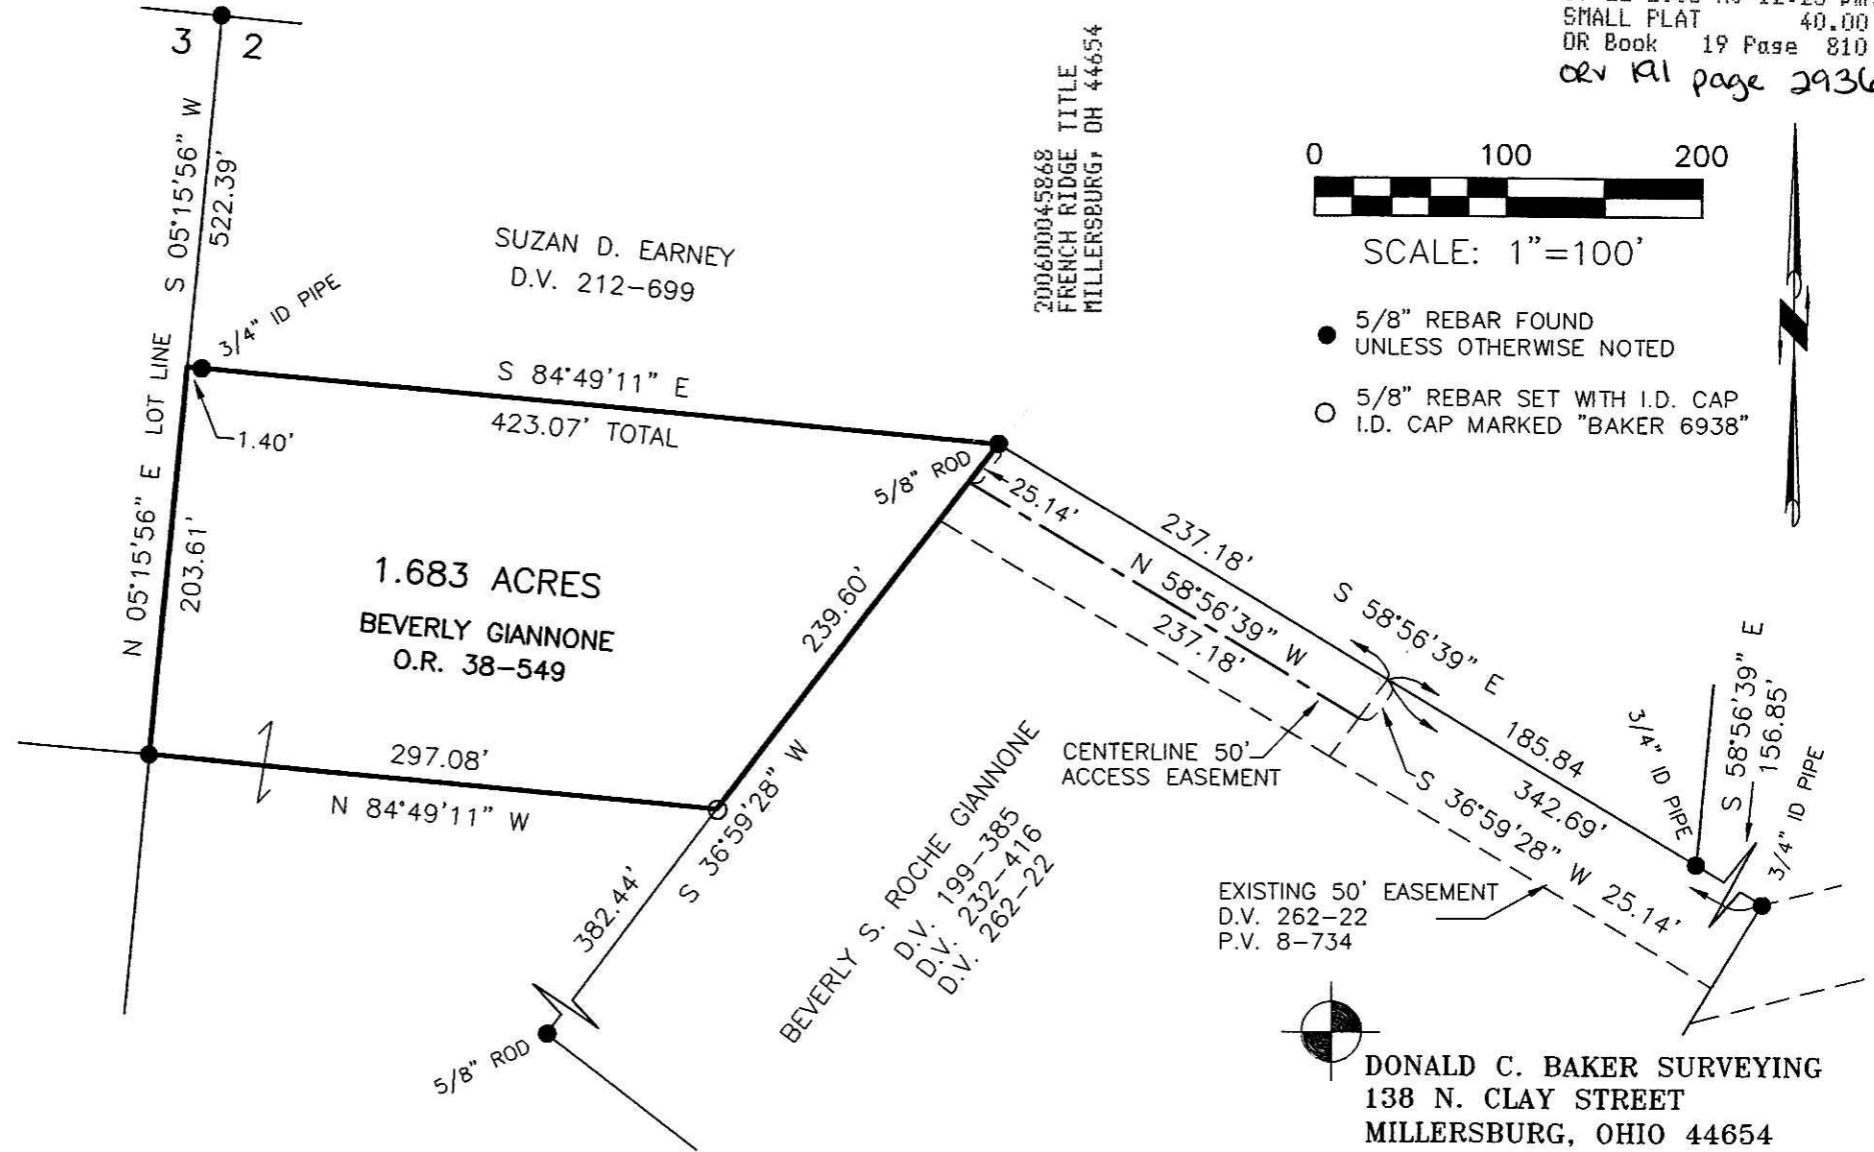 SMALL PLAT 40.00
OR Book 19 Page 810
page 2936
200600045868
FRENCH RIDGE TITLE
MILLERSBURG, OH 44654
3 2
S 05°15'56" W
522.39'
SUZAN D. EARNEY
D.V. 212-699
0 100 200
SCALE: 1"=100'
5/8" REBAR FOUND
UNLESS OTHERWISE NOTED
5/8" REBAR SET WITH I.D. CAP
I.D. CAP MARKED "BAKER 6938"
3/4" ID PIPE
LOT LINE
S 84°49'11" E
423.07' TOTAL
1.40'
5/8" ROD
25.14'
N 05°15'56" E
203.61'
1.683 ACRES
BEVERLY GIANNONE
O.R. 38-549
239.60'
237.18'
N 58°56'39" W
237.18'
S 58°56'39" E
297.08'
N 84°49'11" W
S 36°59'28" W
382.44'
5/8" ROD
BEVERLY S. ROCHE GIANNONE
D.V. 199-385
D.V. 232-416
D.V. 262-22
CENTERLINE 50'
ACCESS EASEMENT
185.84
342.69'
S 36°59'28" W 25.14'
3/4" ID PIPE
S 58°56'39" E
156.85'
3/4" ID PIPE
EXISTING 50' EASEMENT
D.V. 262-22
P.V. 8-734
DONALD C. BAKER SURVEYING
138 N. CLAY STREET
MILLERSBURG, OHIO 44654